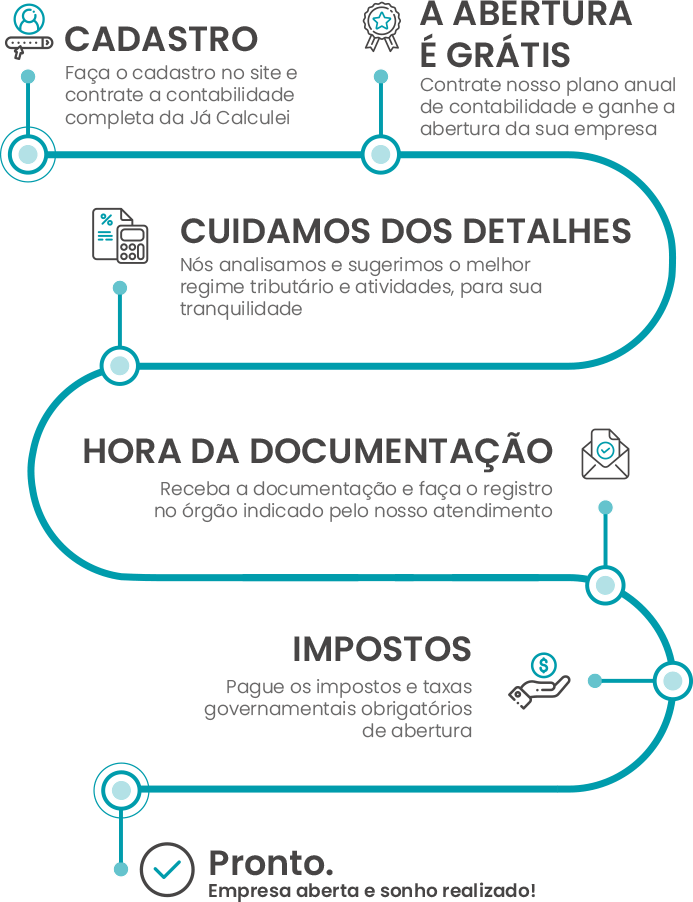 CADASTRO
Faça o cadastro no site e
contrate a contabilidade
completa da Já Calculei
A ABERTURA
É GRÁTIS
Contrate nosso plano anual
de contabilidade e ganhe a
abertura da sua empresa
%
CUIDAMOS DOS DETALHES
Nós analisamos e sugerimos o melhor
regime tributário e atividades, para sua
tranquilidade
HORA DA DOCUMENTAÇÃO
Receba a documentação e faça o registro
no órgão indicado pelo nosso atendimento
IMPOSTOS
Pague os impostos e taxas
governamentais obrigatórios
de abertura
$
Pronto.
Empresa aberta e sonho realizado!